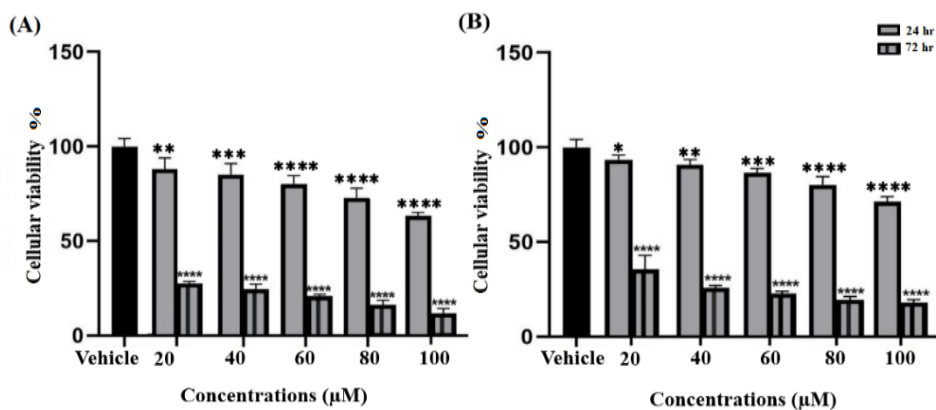 (A)
150
100
50
0
Cellular viability %
** *** **** **** ****
**** **** **** **** ****
Vehicle 20 40 60 80 100
Concentrations (µM)
(B)
24 hr
72 hr
150
100
50
0
Cellular viability %
* ** *** **** ****
**** **** **** **** ****
Vehicle 20 40 60 80 100
Concentrations (µM)